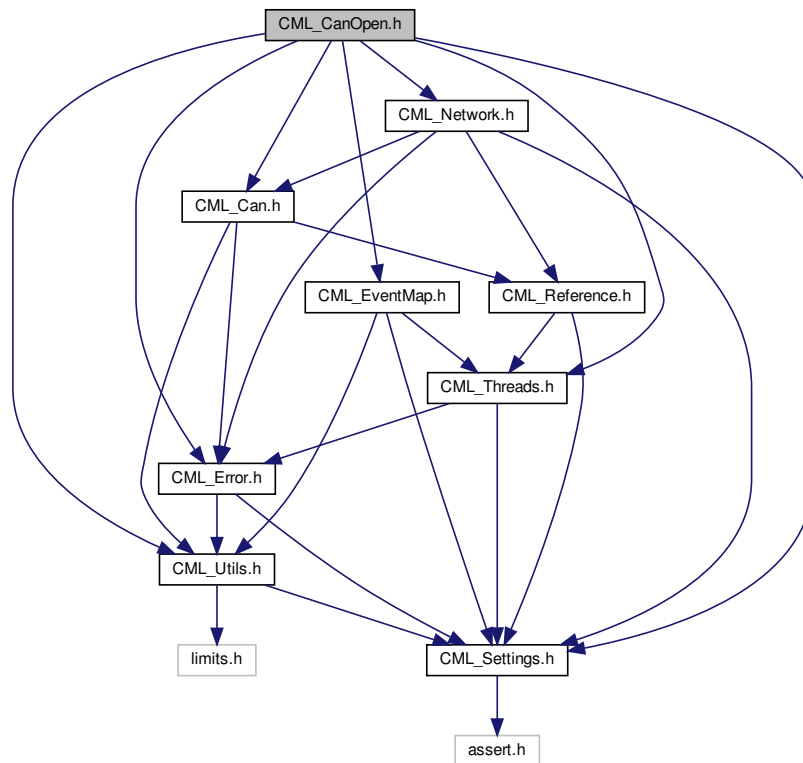 CML_CanOpen.h
CML_Network.h
CML_Can.h
CML_EventMap.h
CML_Reference.h
CML_Threads.h
CML_Error.h
CML_Utils.h
limits.h
CML_Settings.h
assert.h